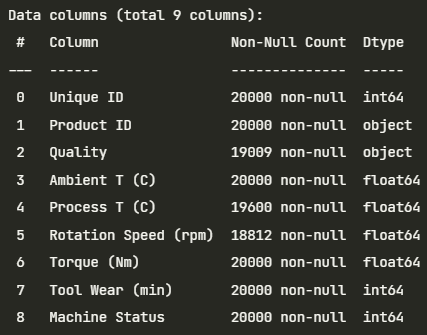 Data columns (total 9 columns):
 #   Column                Non-Null Count  Dtype
---  ------                --------------  -----
 0   Unique ID             20000 non-null  int64
 1   Product ID            20000 non-null  object
 2   Quality               19009 non-null  object
 3   Ambient T (C)         20000 non-null  float64
 4   Process T (C)         19600 non-null  float64
 5   Rotation Speed (rpm)  18812 non-null  float64
 6   Torque (Nm)           20000 non-null  float64
 7   Tool Wear (min)       20000 non-null  int64
 8   Machine Status        20000 non-null  int64